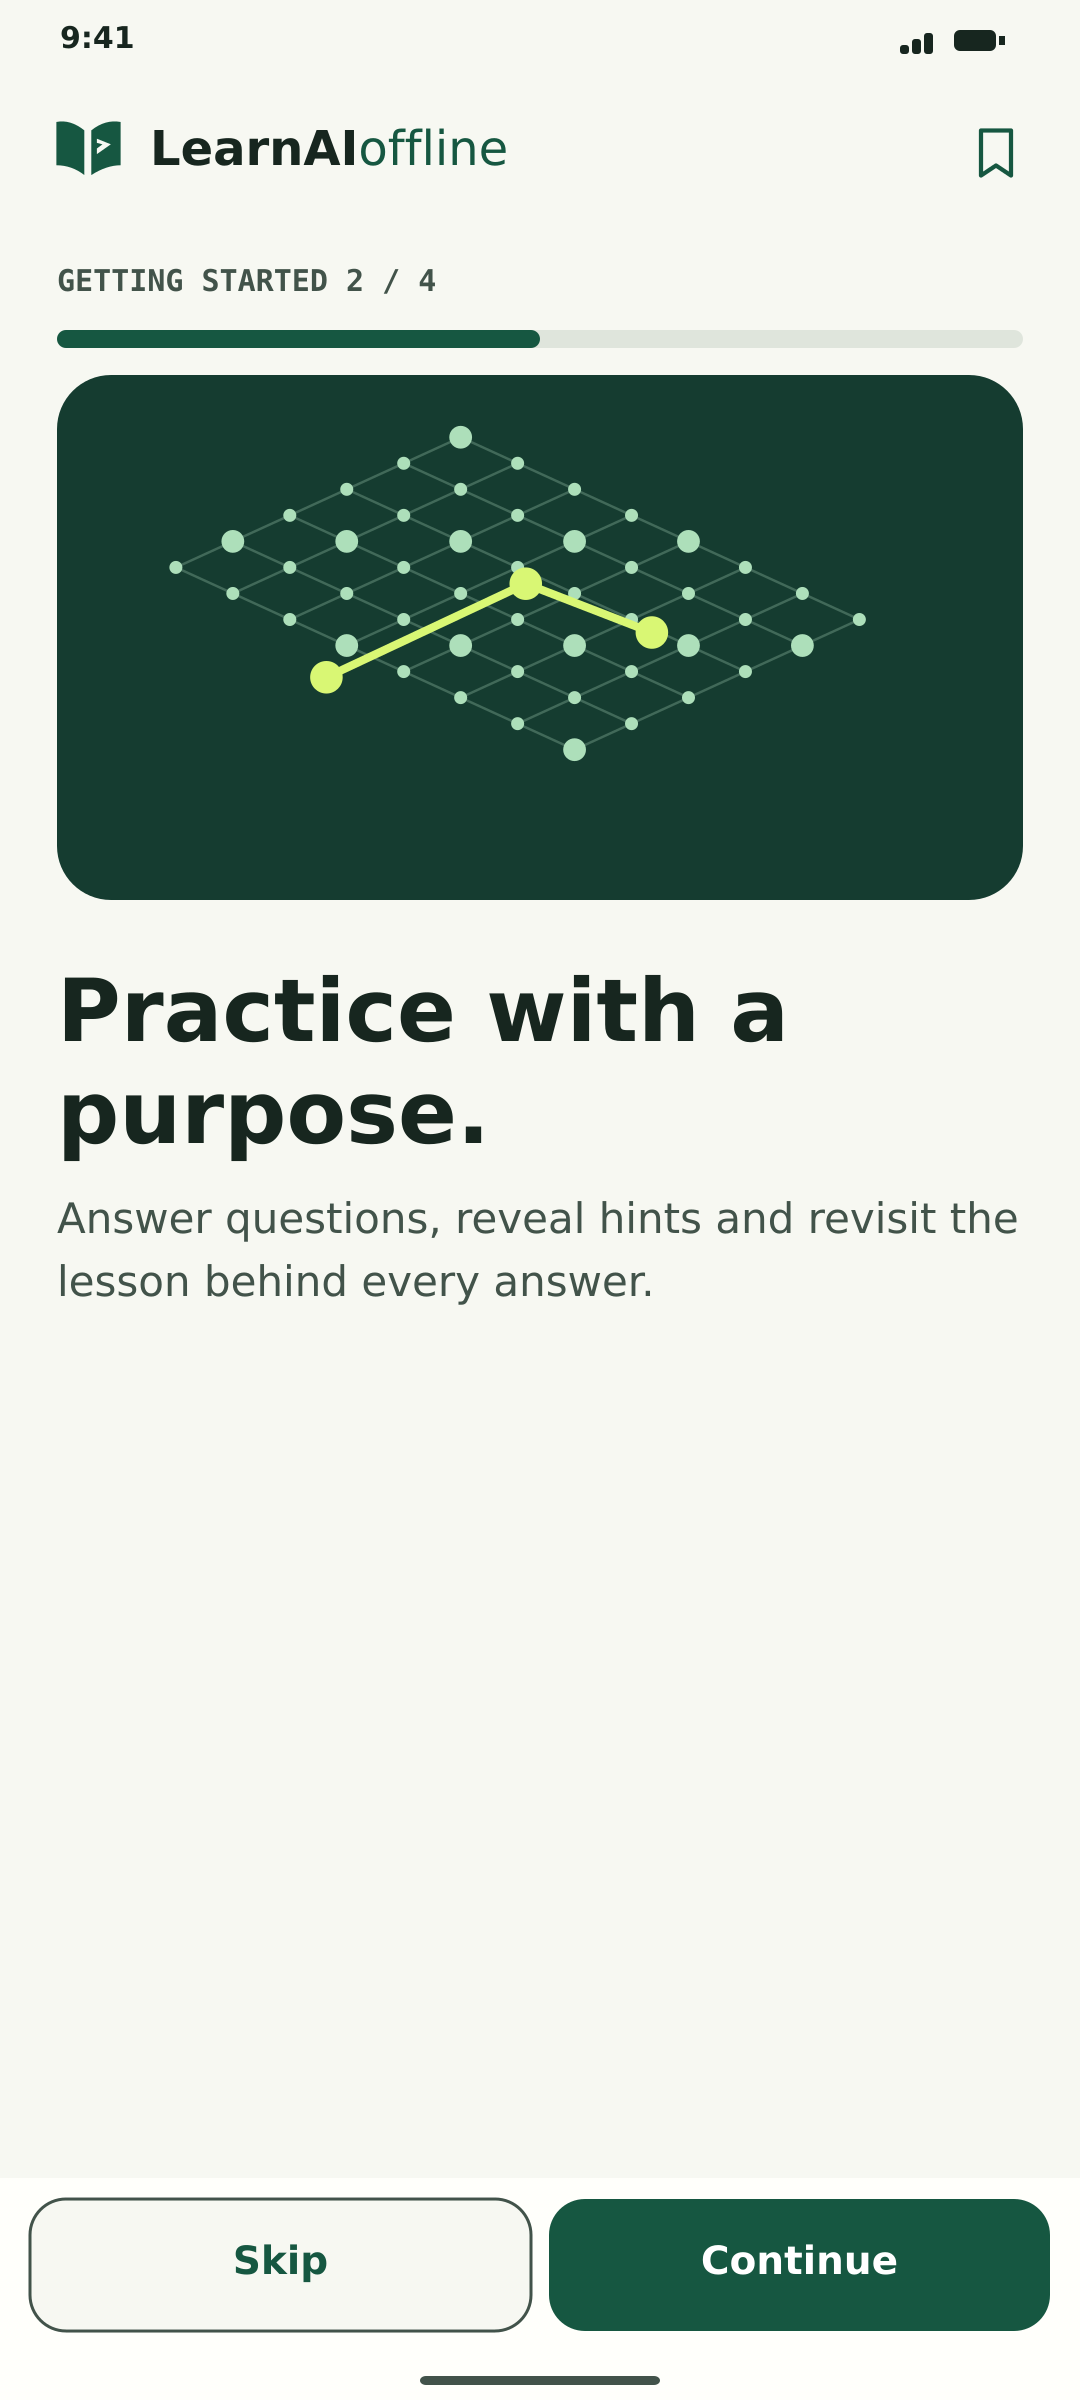 9:41
LearnAIoffline
GETTING STARTED 2 / 4
Practice with a
purpose.
Answer questions, reveal hints and revisit the
lesson behind every answer.
Skip
Continue